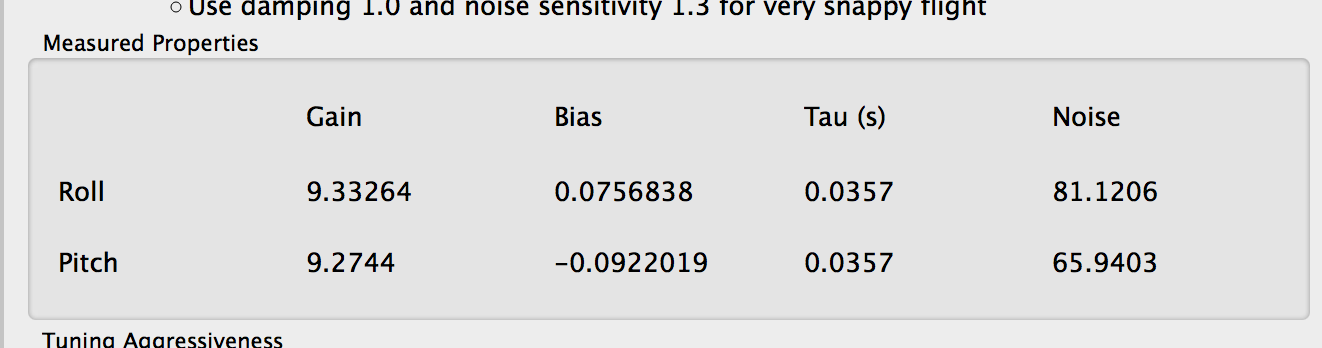 ○ Use damping 1.0 and noise sensitivity 1.3 for very snappy flight
Measured Properties
Gain Bias Tau (s) Noise
Roll 9.33264 0.0756838 0.0357 81.1206
Pitch 9.2744 -0.0922019 0.0357 65.9403
Tuning Aggressiveness